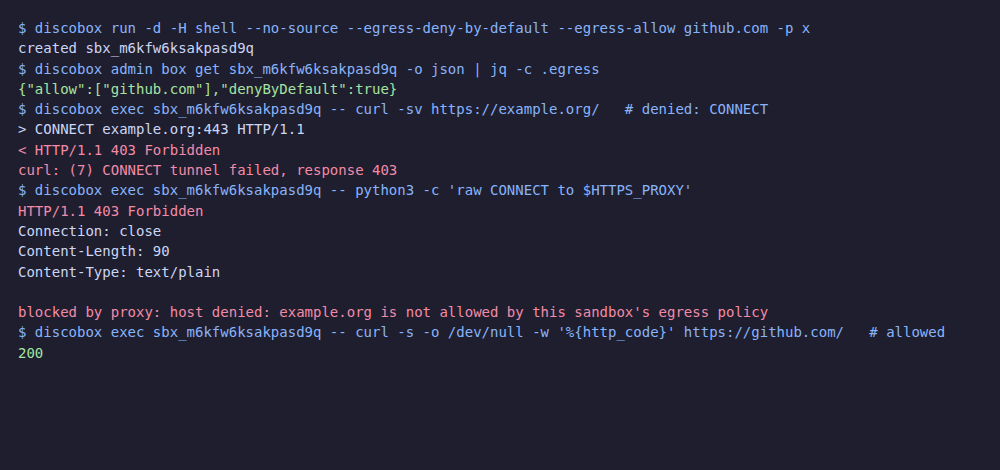 $ discobox run -d -H shell --no-source --egress-deny-by-default --egress-allow github.com -p x
created sbx_m6kfw6ksakpasd9q
$ discobox admin box get sbx_m6kfw6ksakpasd9q -o json | jq -c .egress
{"allow":["github.com"],"denyByDefault":true}
$ discobox exec sbx_m6kfw6ksakpasd9q -- curl -sv https://example.org/   # denied: CONNECT
> CONNECT example.org:443 HTTP/1.1
< HTTP/1.1 403 Forbidden
curl: (7) CONNECT tunnel failed, response 403
$ discobox exec sbx_m6kfw6ksakpasd9q -- python3 -c 'raw CONNECT to $HTTPS_PROXY'
HTTP/1.1 403 Forbidden
Connection: close
Content-Length: 90
Content-Type: text/plain

blocked by proxy: host denied: example.org is not allowed by this sandbox's egress policy
$ discobox exec sbx_m6kfw6ksakpasd9q -- curl -s -o /dev/null -w '%{http_code}' https://github.com/   # allowed
200